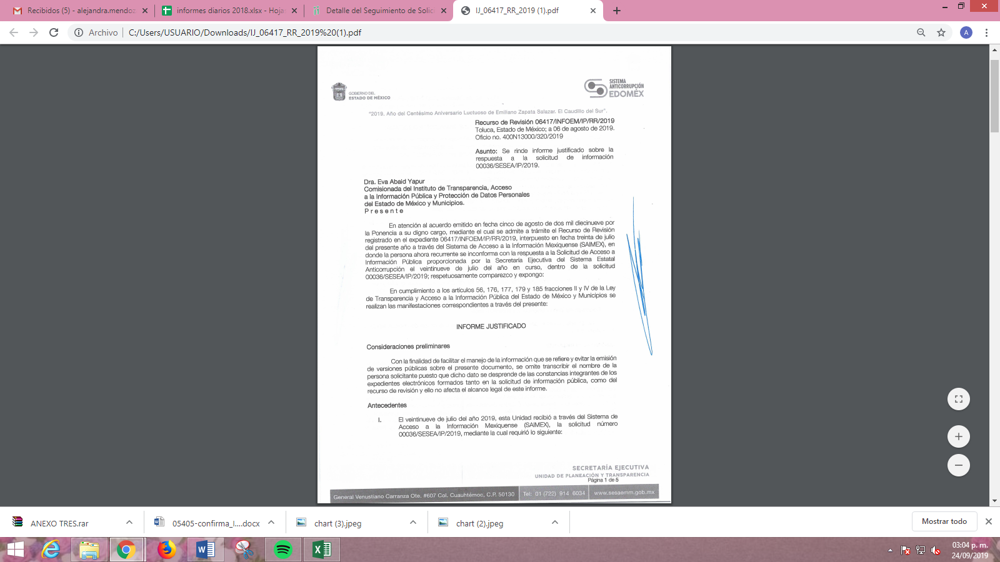 Recibidos (5) - alejandra.mendoz
informes diarios 2018.xlsx - Hoja
Detalle del Seguimiento de Solic
IJ_06417_RR_2019 (1).pdf
Archivo
C:/Users/USUARIO/Downloads/IJ_06417_RR_2019%20(1).pdf
A
GOBIERNO DEL
ESTADO DE MÉXICO
SISTEMA
ANTICORRUPCIÓN
EDOMÉX
"2019. Año del Centésimo Aniversario Luctuoso de Emiliano Zapata Salazar. El Caudillo del Sur".
Recurso de Revisión 06417/INFOEM/IP/RR/2019
Toluca, Estado de México; a 06 de agosto de 2019.
Oficio no. 400N13000/320/2019
Asunto: Se rinde informe justificado sobre la
respuesta a la solicitud de información
00036/SESEA/IP/2019.
Dra. Eva Abaid Yapur
Comisionada del Instituto de Transparencia, Acceso
a la Información Pública y Protección de Datos Personales
del Estado de México y Municipios.
P r e s e n t e
En atención al acuerdo emitido en fecha cinco de agosto de dos mil diecinueve por
la Ponencia a su digno cargo, mediante el cual se admite a trámite el Recurso de Revisión
registrado en el expediente 06417/INFOEM/IP/RR/2019, interpuesto en fecha treinta de julio
del presente año a través del Sistema de Acceso a la Información Mexiquense (SAIMEX), en
donde la persona ahora recurrente se inconforma con la respuesta a la Solicitud de Acceso a
Información Pública proporcionada por la Secretaría Ejecutiva del Sistema Estatal
Anticorrupción el veintinueve de julio del año en curso, dentro de la solicitud
00036/SESEA/IP/2019; respetuosamente comparezco y expongo:
En cumplimiento a los artículos 56, 176, 177, 179 y 185 fracciones II y IV de la Ley
de Transparencia y Acceso a la Información Pública del Estado de México y Municipios se
realizan las manifestaciones correspondientes a través del presente:
INFORME JUSTIFICADO
Consideraciones preliminares
Con la finalidad de facilitar el manejo de la información que se refiere y evitar la emisión
de versiones públicas sobre el presente documento, se omite transcribir el nombre de la
persona solicitante puesto que dicho dato se desprende de las constancias integrantes de los
expedientes electrónicos formados tanto en la solicitud de información pública, como del
recurso de revisión y ello no afecta el alcance legal de este informe.
Antecedentes
I. El veintinueve de julio del año 2019, esta Unidad recibió a través del Sistema de
Acceso a la Información Mexiquense (SAIMEX), la solicitud número
00036/SESEA/IP/2019, mediante la cual requirió lo siguiente:
SECRETARÍA EJECUTIVA
UNIDAD DE PLANEACIÓN Y TRANSPARENCIA
Página 1 de 5
General Venustiano Carranza Ote. #607 Col. Cuauhtémoc, C.P. 50130
Tel: 01 (722) 914 6034
www.sesaemm.gob.mx
ANEXO TRES.rar
05405-confirma_I....docx
chart (3).jpeg
chart (2).jpeg
Mostrar todo
03:04 p. m.
24/09/2019